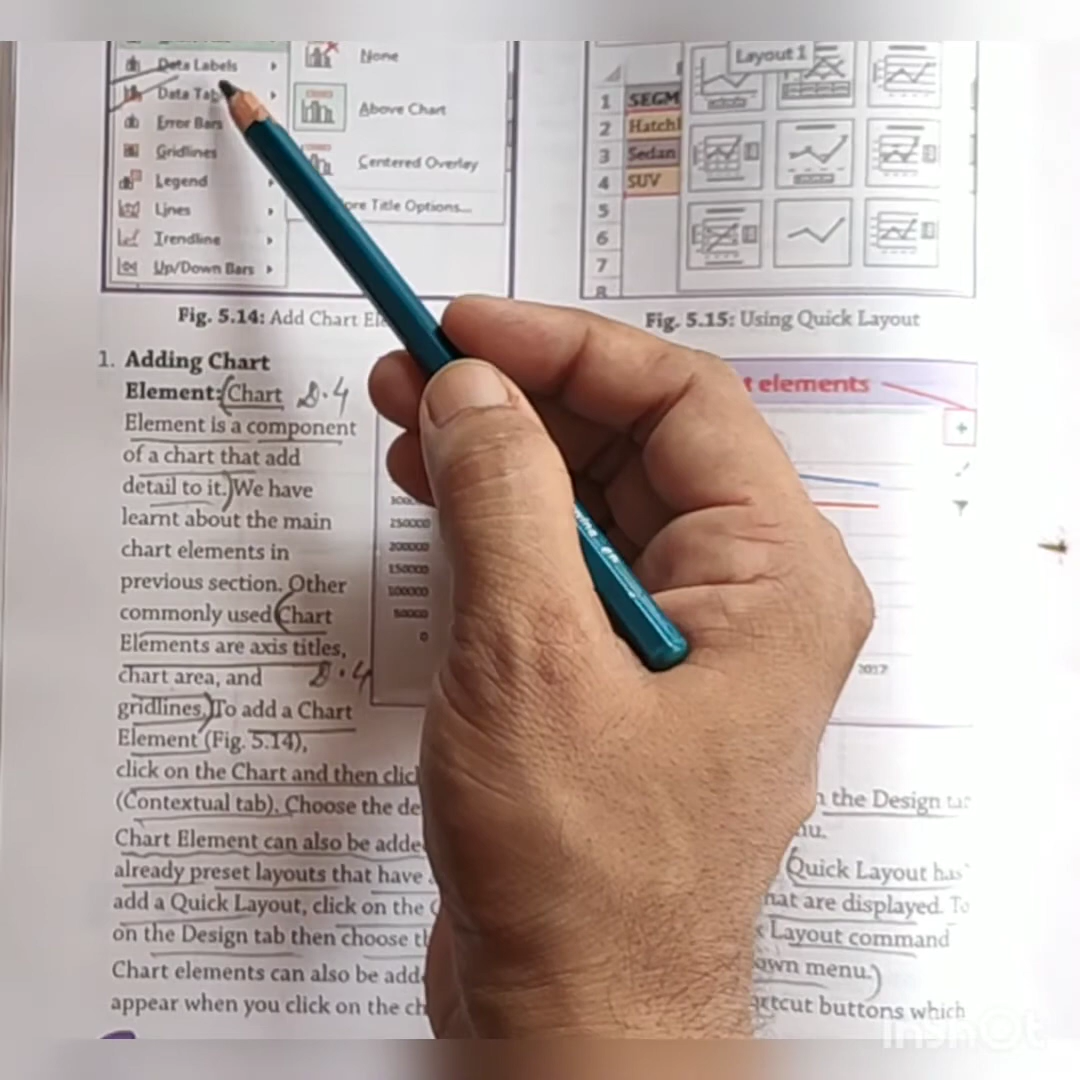 Data Labels
Data Tab
Error Bars
Gridlines
Legend
Lines
Trendline
Up/Down Bars
None
Above Chart
Centered Overlay
ore Title Options...
Fig. 5.14: Add Chart El
Layout 1
1 SEGM
2 Hatchl
3 Sedan
4 SUV
5
6
7
8
Fig. 5.15: Using Quick Layout
1. Adding Chart
Element: (Chart
Element is a component
of a chart that add
detail to it.) We have
learnt about the main
chart elements in
previous section. Other
commonly used (Chart
Elements are axis titles,
chart area, and
gridlines.) To add a Chart
Element (Fig. 5.14),
click on the Chart and then click
(Contextual tab). Choose the de
Chart Element can also be adde
already preset layouts that have
add a Quick Layout, click on the
on the Design tab then choose th
Chart elements can also be add
appear when you click on the ch
t elements
250000
200000
150000
100000
50000
0
2017
the Design ta
nu.
(Quick Layout has
hat are displayed. To
Layout command
own menu.)
rtcut buttons which
InShOt